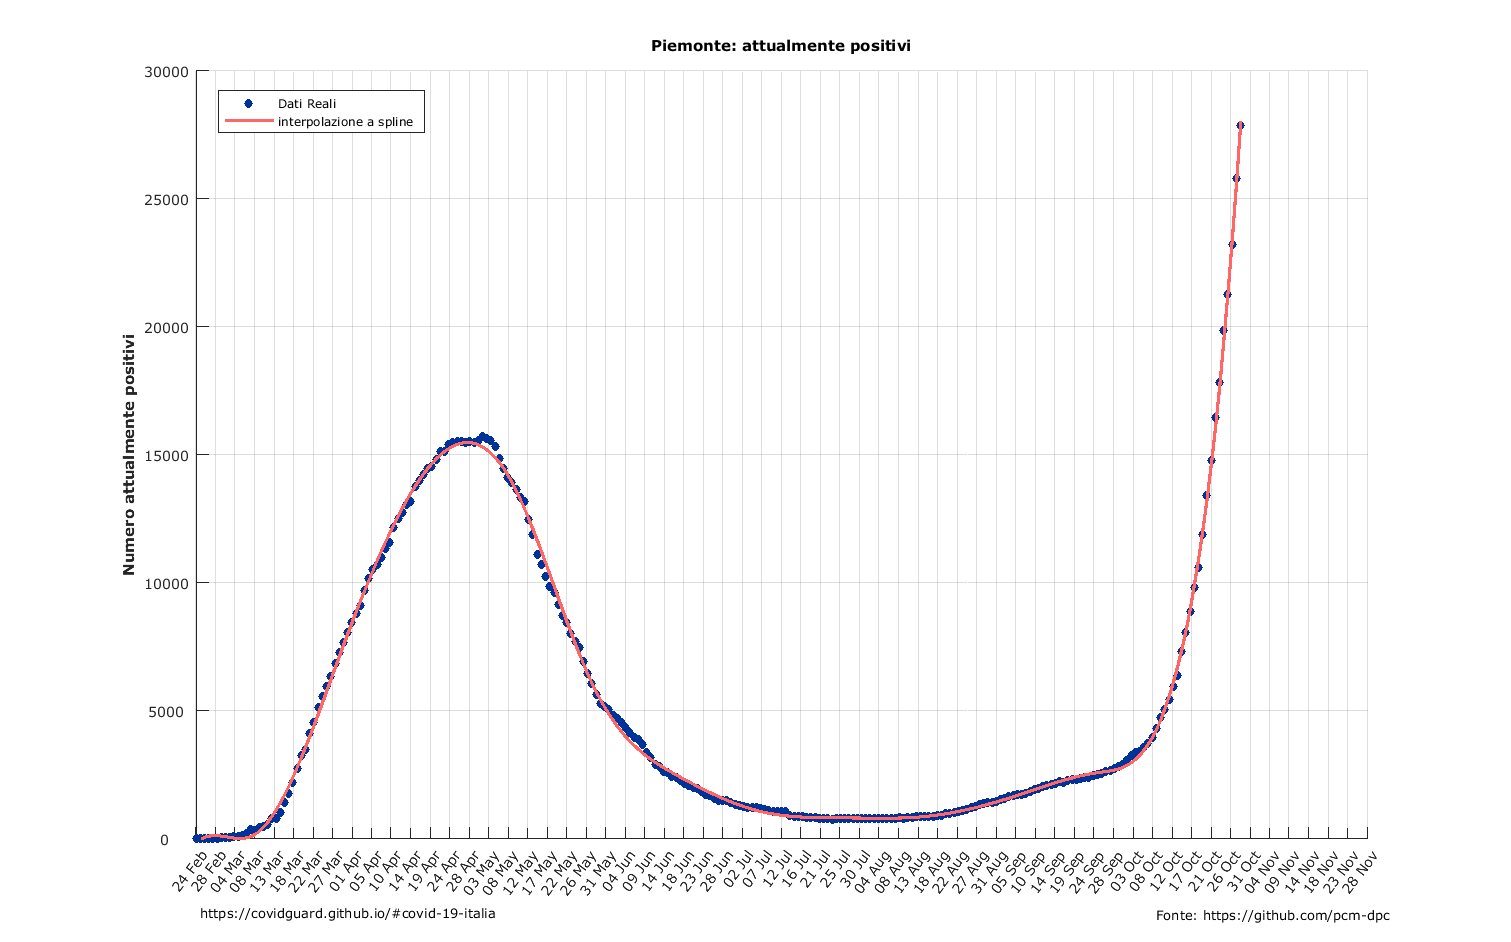 Piemonte: attualmente positivi
30000
25000
20000
15000
10000
5000
0
Numero attualmente positivi
Dati Reali
interpolazione a spline
24 Feb
28 Feb
04 Mar
08 Mar
13 Mar
18 Mar
22 Mar
27 Mar
01 Apr
05 Apr
10 Apr
14 Apr
19 Apr
24 Apr
28 Apr
03 May
08 May
12 May
17 May
22 May
26 May
31 May
04 Jun
09 Jun
14 Jun
18 Jun
23 Jun
28 Jun
02 Jul
07 Jul
12 Jul
16 Jul
21 Jul
25 Jul
30 Jul
04 Aug
08 Aug
13 Aug
18 Aug
22 Aug
27 Aug
31 Aug
05 Sep
10 Sep
14 Sep
19 Sep
24 Sep
28 Sep
03 Oct
08 Oct
12 Oct
17 Oct
21 Oct
26 Oct
31 Oct
04 Nov
09 Nov
14 Nov
18 Nov
23 Nov
28 Nov
https://covidguard.github.io/#covid-19-italia
Fonte: https://github.com/pcm-dpc